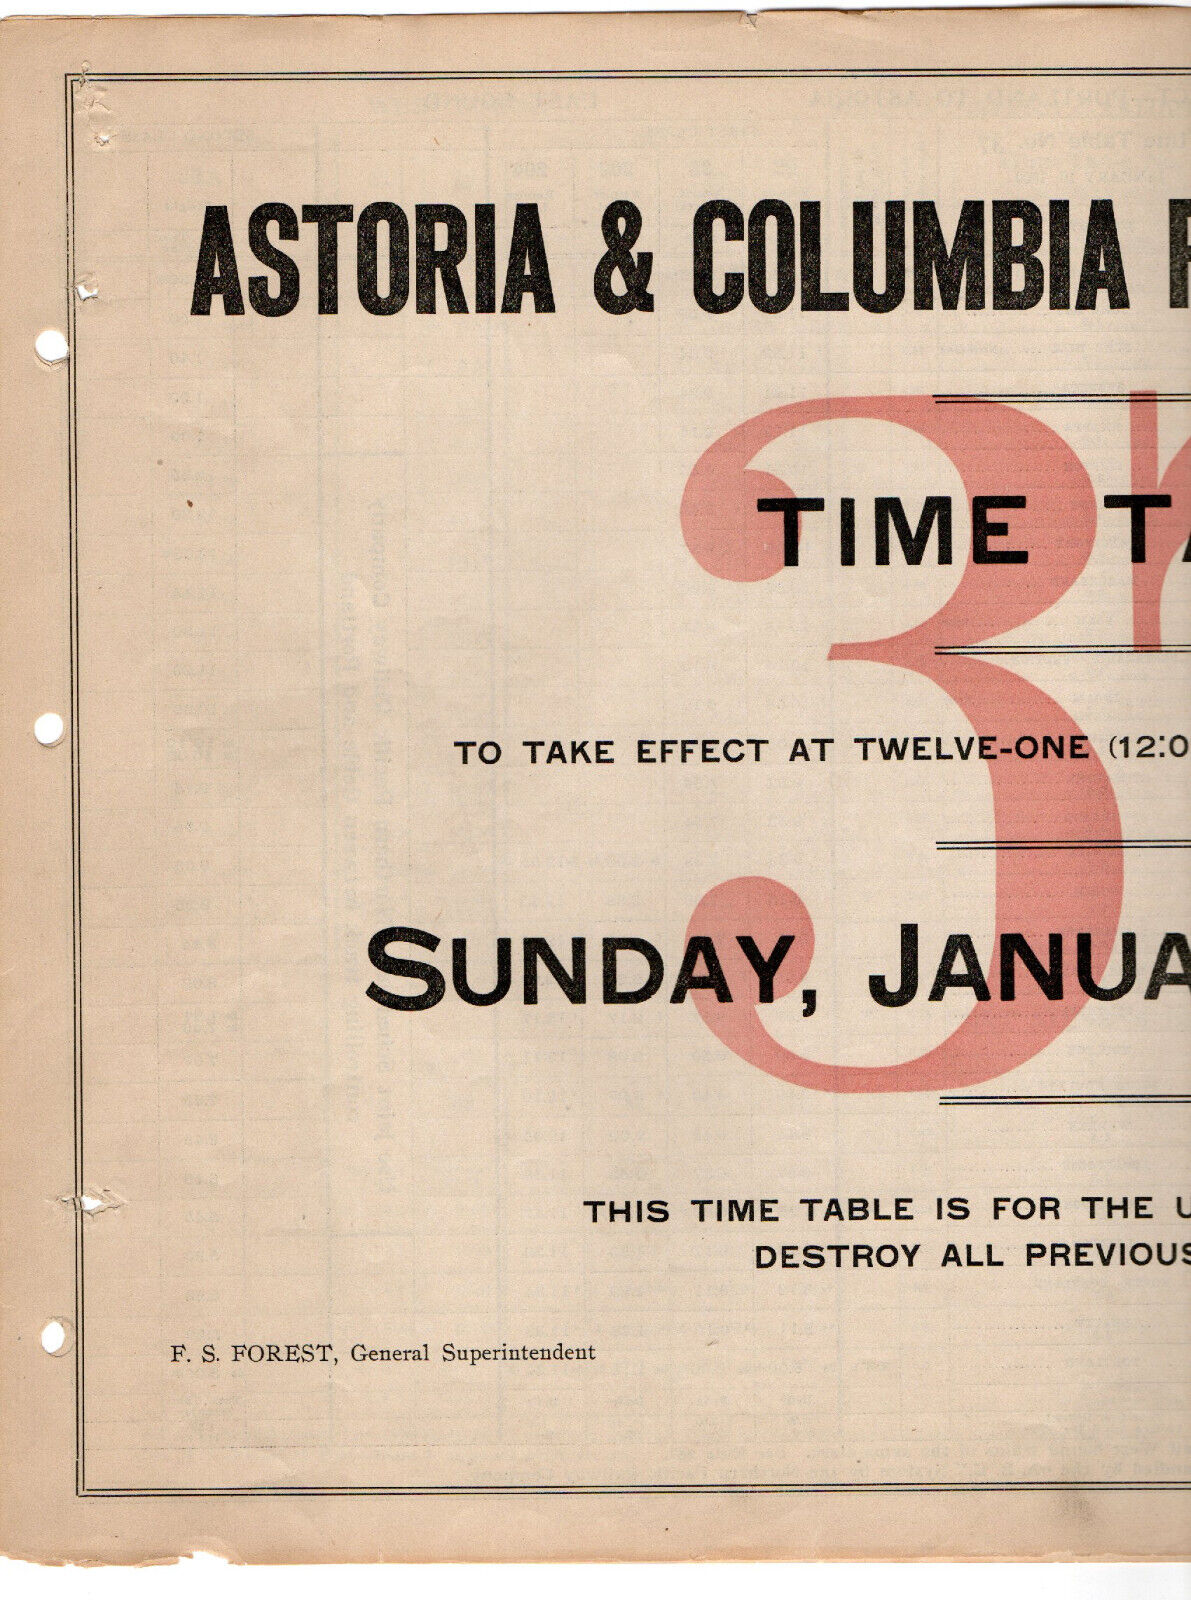 ASTORIA & COLUMBIA
3
TIME
TO TAKE EFFECT AT TWELVE-ONE (12:0
SUNDAY, JANUA
THIS TIME TABLE IS FOR THE U
DESTROY ALL PREVIOUS
F. S. FOREST, General Superintendent